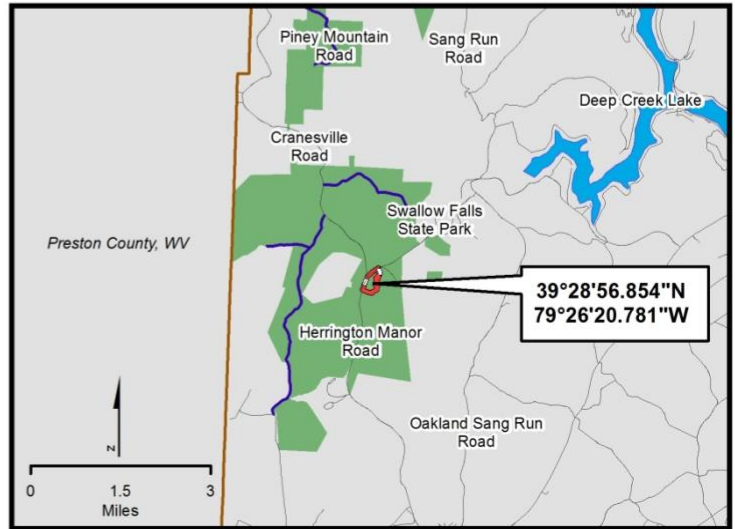 Piney Mountain
Road
Sang Run
Road
Deep Creek Lake
Cranesville
Road
Swallow Falls
State Park
Preston County, WV
39°28'56.854"N
79°26'20.781"W
Herrington Manor
Road
Oakland Sang Run
Road
N
0 1.5 3
Miles